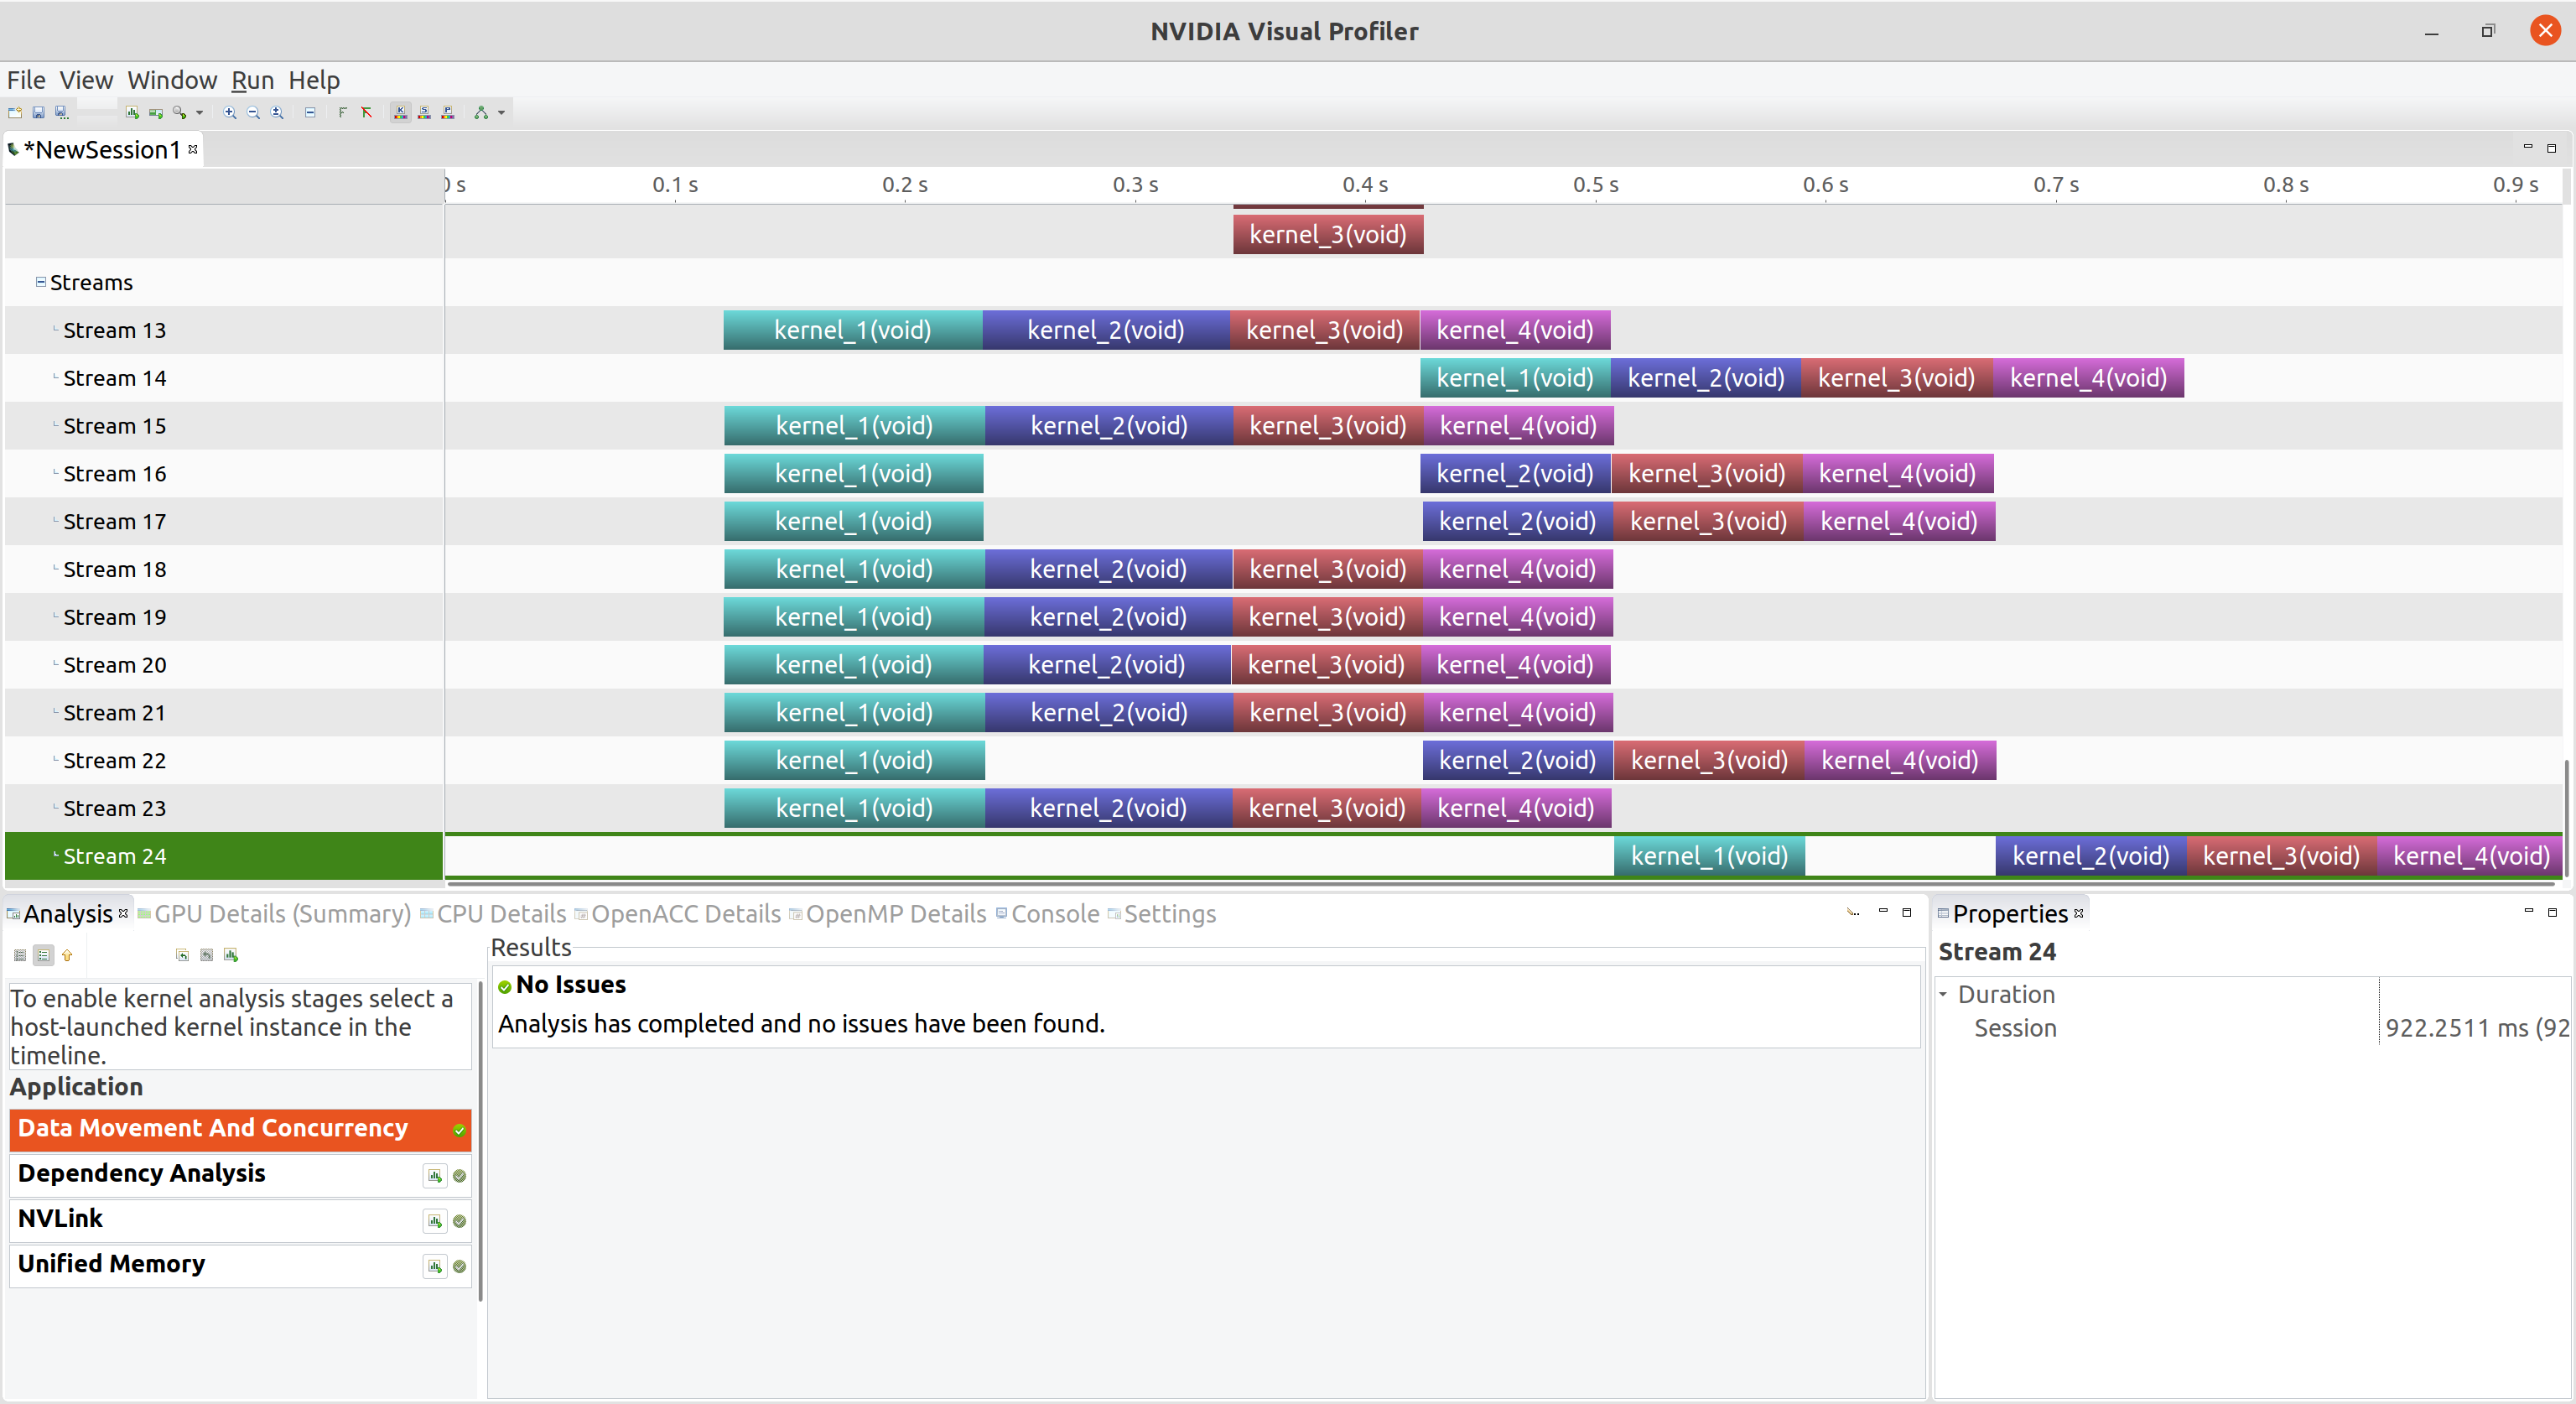 NVIDIA Visual Profiler
File View Window Run Help
*NewSession1
0 s 0.1 s 0.2 s 0.3 s 0.4 s 0.5 s 0.6 s 0.7 s 0.8 s 0.9 s
kernel_3(void)
Streams
Stream 13 kernel_1(void) kernel_2(void) kernel_3(void) kernel_4(void)
Stream 14 kernel_1(void) kernel_2(void) kernel_3(void) kernel_4(void)
Stream 15 kernel_1(void) kernel_2(void) kernel_3(void) kernel_4(void)
Stream 16 kernel_1(void) kernel_2(void) kernel_3(void) kernel_4(void)
Stream 17 kernel_1(void) kernel_2(void) kernel_3(void) kernel_4(void)
Stream 18 kernel_1(void) kernel_2(void) kernel_3(void) kernel_4(void)
Stream 19 kernel_1(void) kernel_2(void) kernel_3(void) kernel_4(void)
Stream 20 kernel_1(void) kernel_2(void) kernel_3(void) kernel_4(void)
Stream 21 kernel_1(void) kernel_2(void) kernel_3(void) kernel_4(void)
Stream 22 kernel_1(void) kernel_2(void) kernel_3(void) kernel_4(void)
Stream 23 kernel_1(void) kernel_2(void) kernel_3(void) kernel_4(void)
Stream 24 kernel_1(void) kernel_2(void) kernel_3(void) kernel_4(void)
Analysis GPU Details (Summary) CPU Details OpenACC Details OpenMP Details Console Settings
To enable kernel analysis stages select a
host-launched kernel instance in the
timeline.
Application
Data Movement And Concurrency
Dependency Analysis
NVLink
Unified Memory
Results
No Issues
Analysis has completed and no issues have been found.
Properties
Stream 24
Duration
Session 922.2511 ms (92